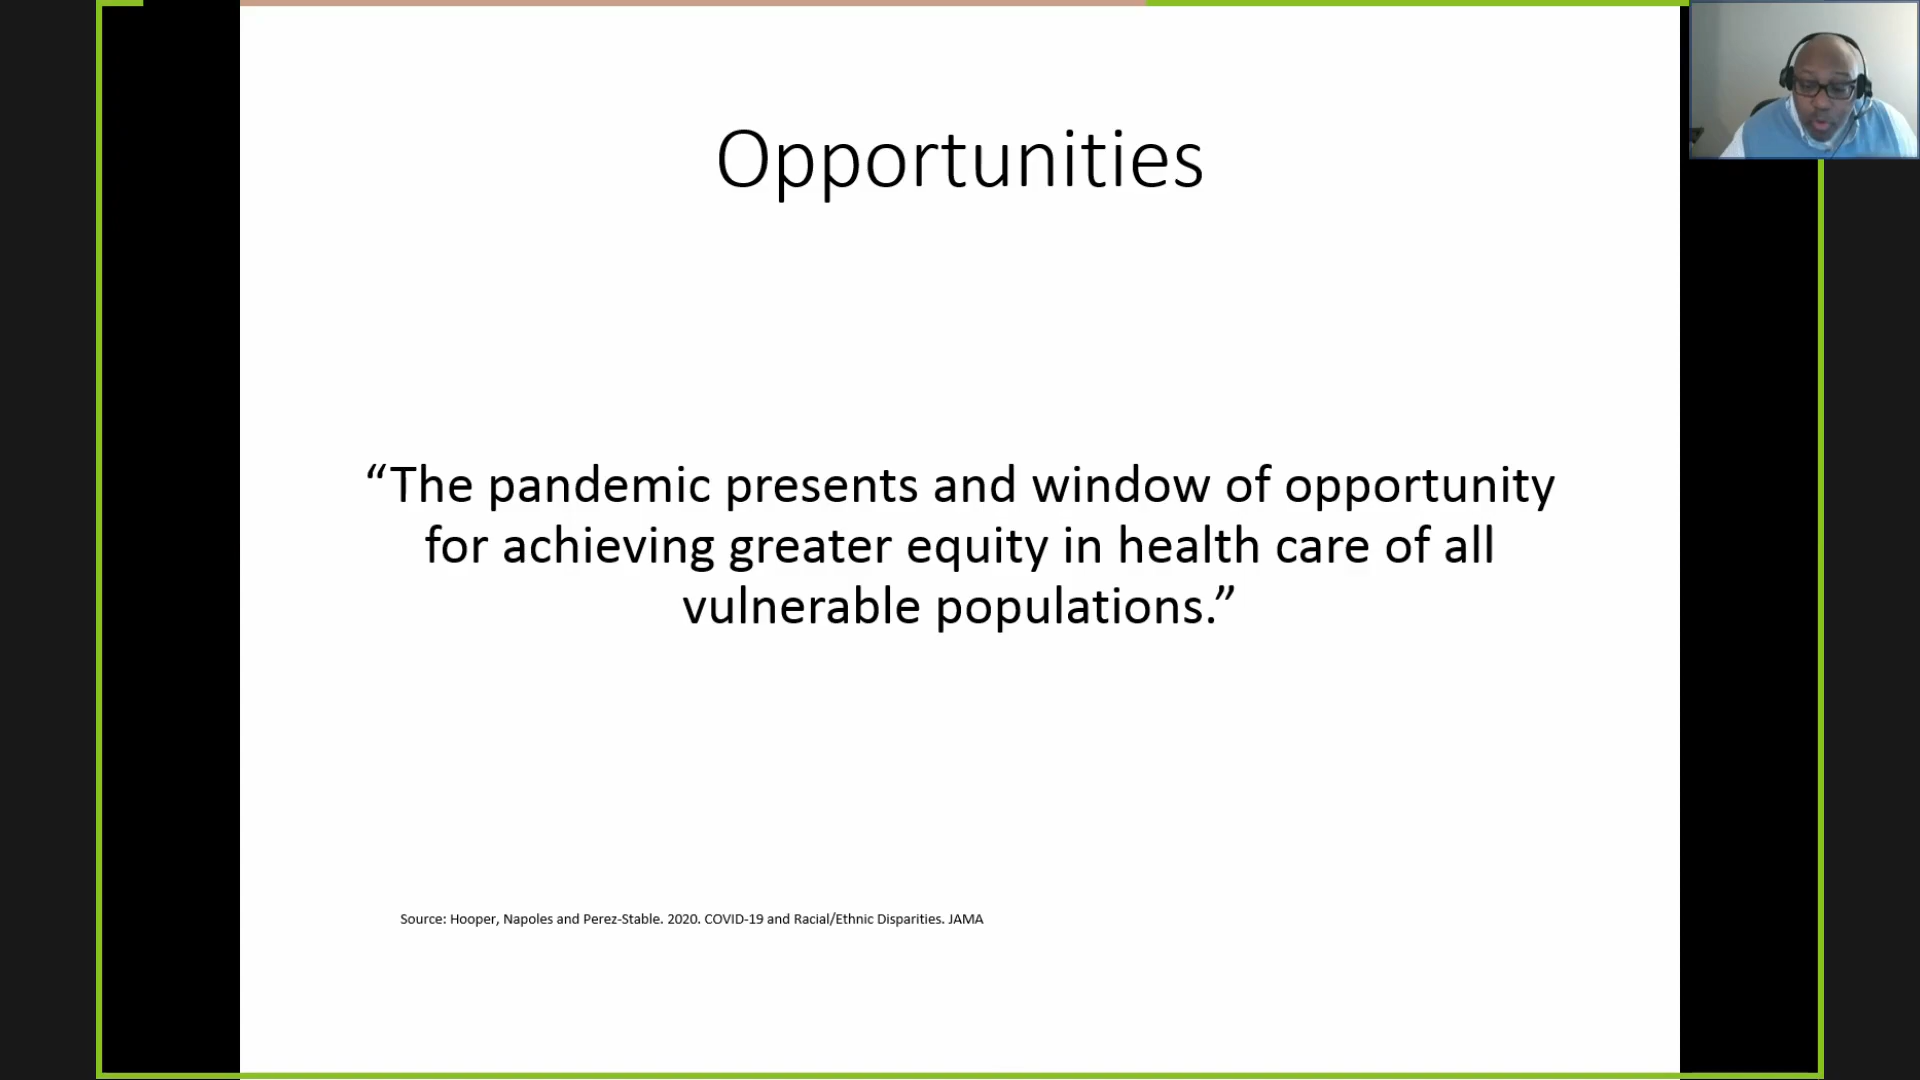 Opportunities
“The pandemic presents and window of opportunity
for achieving greater equity in health care of all
vulnerable populations.”
Source: Hooper, Napoles and Perez-Stable. 2020. COVID-19 and Racial/Ethnic Disparities. JAMA